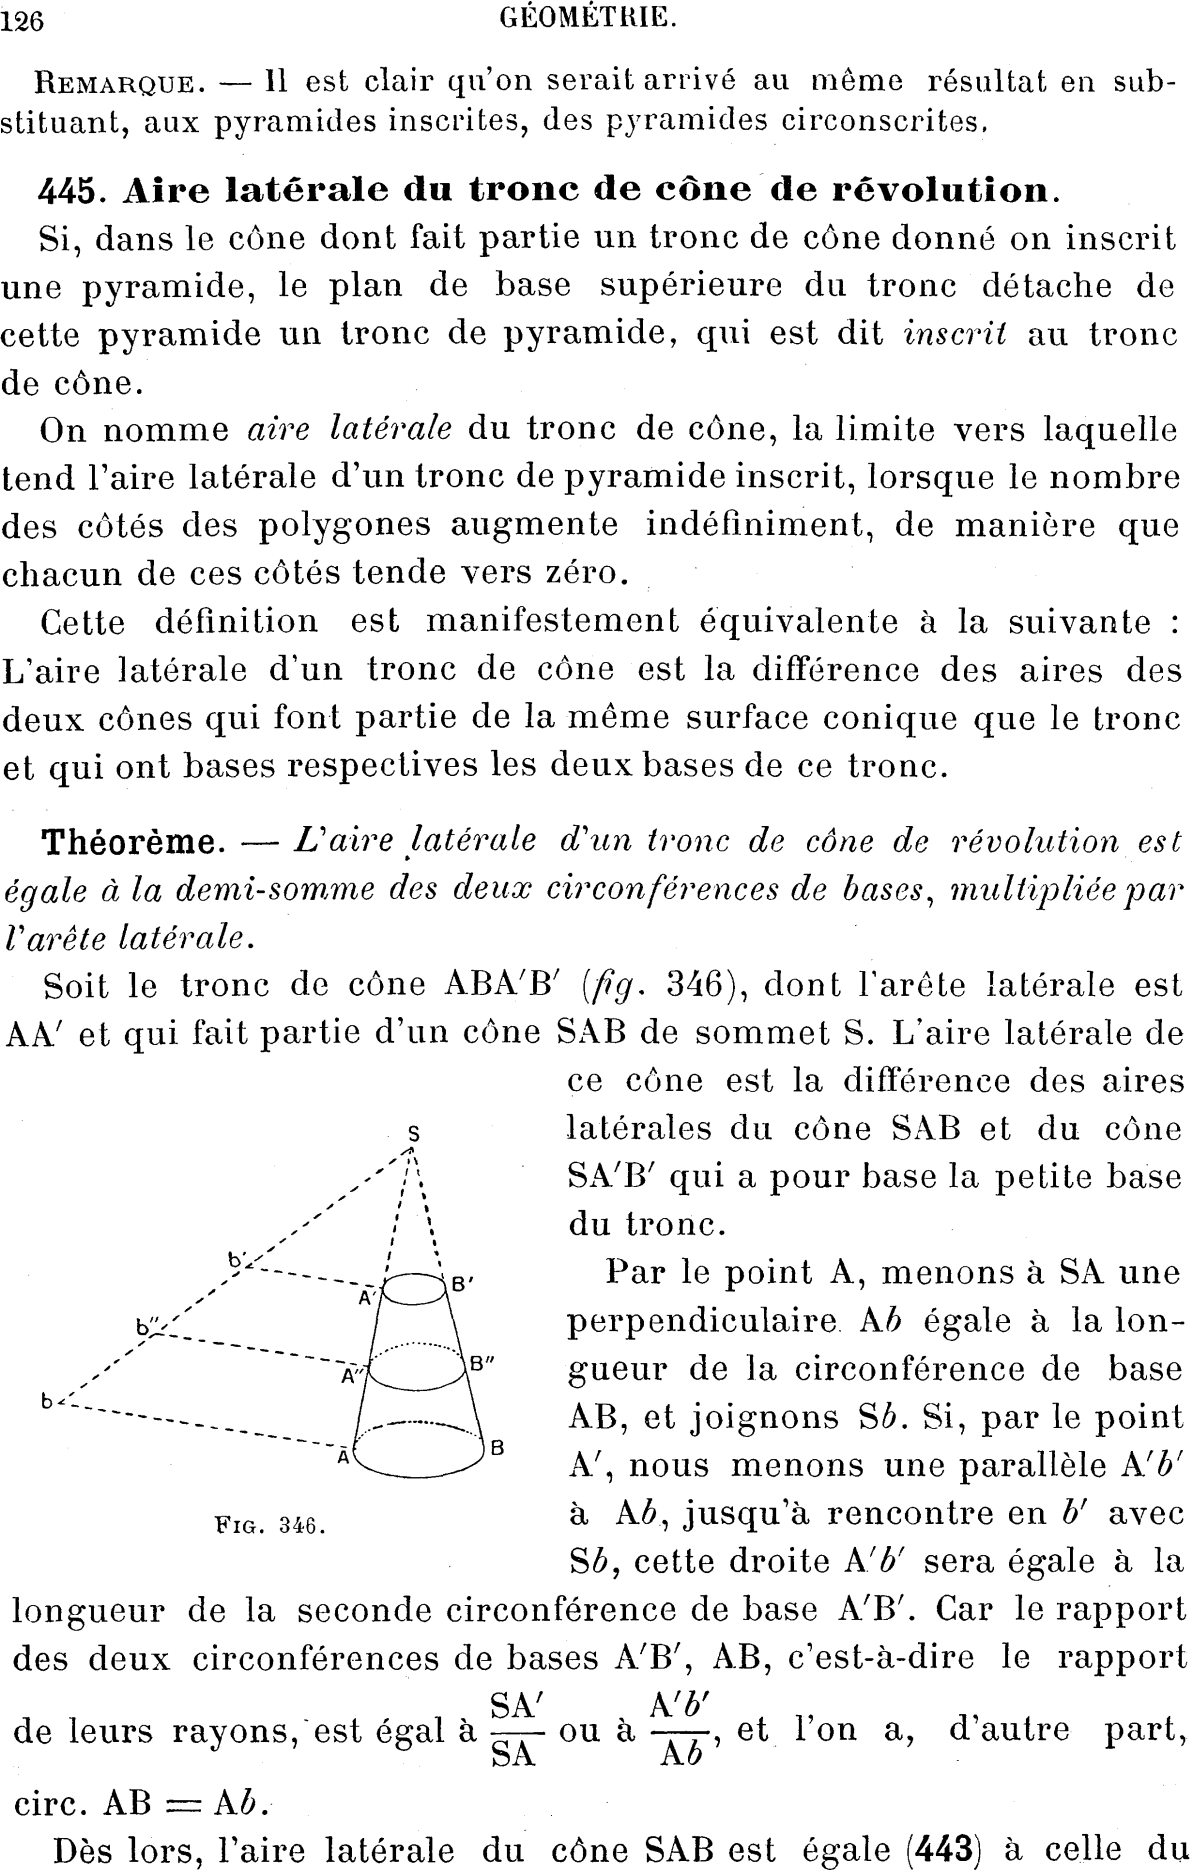 126 GÉOMÉTRIE.
REMARQUE. — Il est clair qu'on serait arrivé au même résultat en sub-
stituant, aux pyramides inscrites, des pyramides circonscrites.
445. Aire latérale du tronc de cône de révolution.
Si, dans le cône dont fait partie un tronc de cône donné on inscrit
une pyramide, le plan de base supérieure du tronc détache de
cette pyramide un tronc de pyramide, qui est dit inscrit au tronc
de cône.
On nomme aire latérale du tronc de cône, la limite vers laquelle
tend l'aire latérale d'un tronc de pyramide inscrit, lorsque le nombre
des côtés des polygones augmente indéfiniment, de manière que
chacun de ces côtés tende vers zéro.
Cette définition est manifestement équivalente à la suivante :
L'aire latérale d'un tronc de cône est la différence des aires des
deux cônes qui font partie de la même surface conique que le tronc
et qui ont bases respectives les deux bases de ce tronc.
Théorème. — L'aire latérale d'un tronc de cône de révolution est
égale à la demi-somme des deux circonférences de bases, multipliée par
l'arête latérale.
Soit le tronc de cône ABA′B′ (fig. 346), dont l'arête latérale est
AA′ et qui fait partie d'un cône SAB de sommet S. L'aire latérale de
ce cône est la différence des aires
latérales du cône SAB et du cône
SA′B′ qui a pour base la petite base
du tronc.
Par le point A, menons à SA une
perpendiculaire Ab égale à la lon-
gueur de la circonférence de base
AB, et joignons Sb. Si, par le point
A′, nous menons une parallèle A′b′
à Ab, jusqu'à rencontre en b′ avec
Sb, cette droite A′b′ sera égale à la
S
b′
A′
B′
b″
A″
B″
b
A
B
FIG. 346.
longueur de la seconde circonférence de base A′B′. Car le rapport
des deux circonférences de bases A′B′, AB, c'est-à-dire le rapport
de leurs rayons, est égal à SA′/SA ou à A′b′/Ab, et l'on a, d'autre part,
circ. AB = Ab.
Dès lors, l'aire latérale du cône SAB est égale (443) à celle du